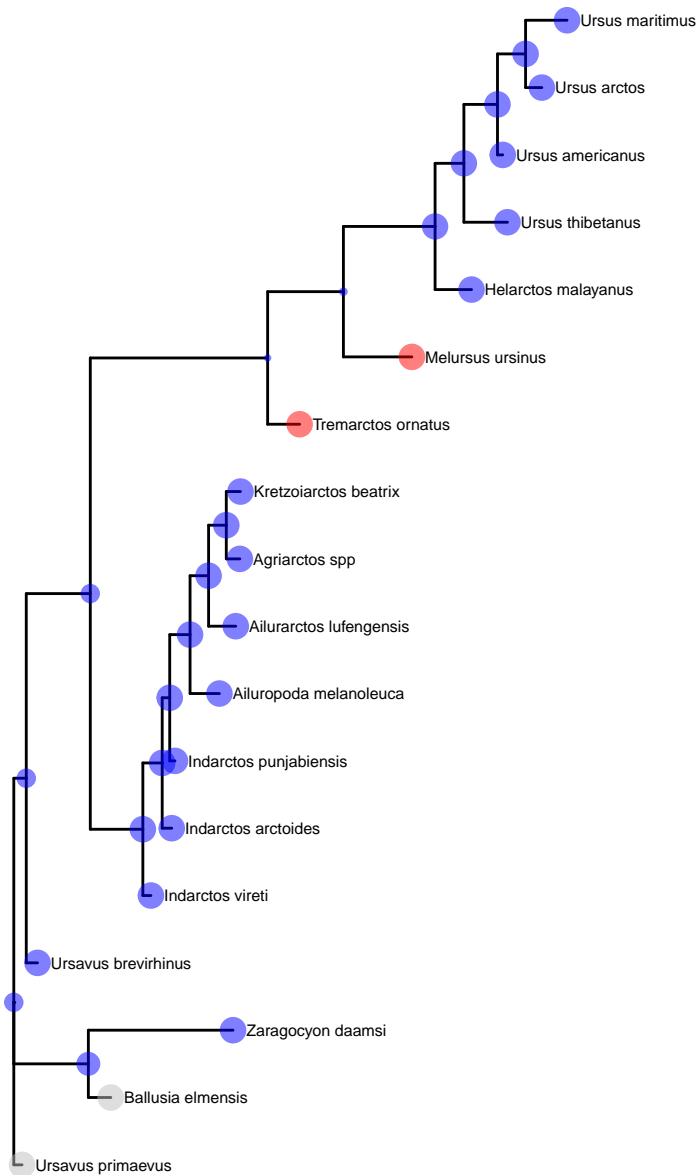 Ursus maritimus
Ursus arctos
Ursus americanus
Ursus thibetanus
Helarctos malayanus
Melursus ursinus
Tremarctos ornatus
Kretzoiarctos beatrix
Agriarctos spp
Ailurarctos lufengensis
Ailuropoda melanoleuca
Indarctos punjabiensis
Indarctos arctoides
Indarctos vireti
Ursavus brevirhinus
Zaragocyon daamsi
Ballusia elmensis
Ursavus primaevus